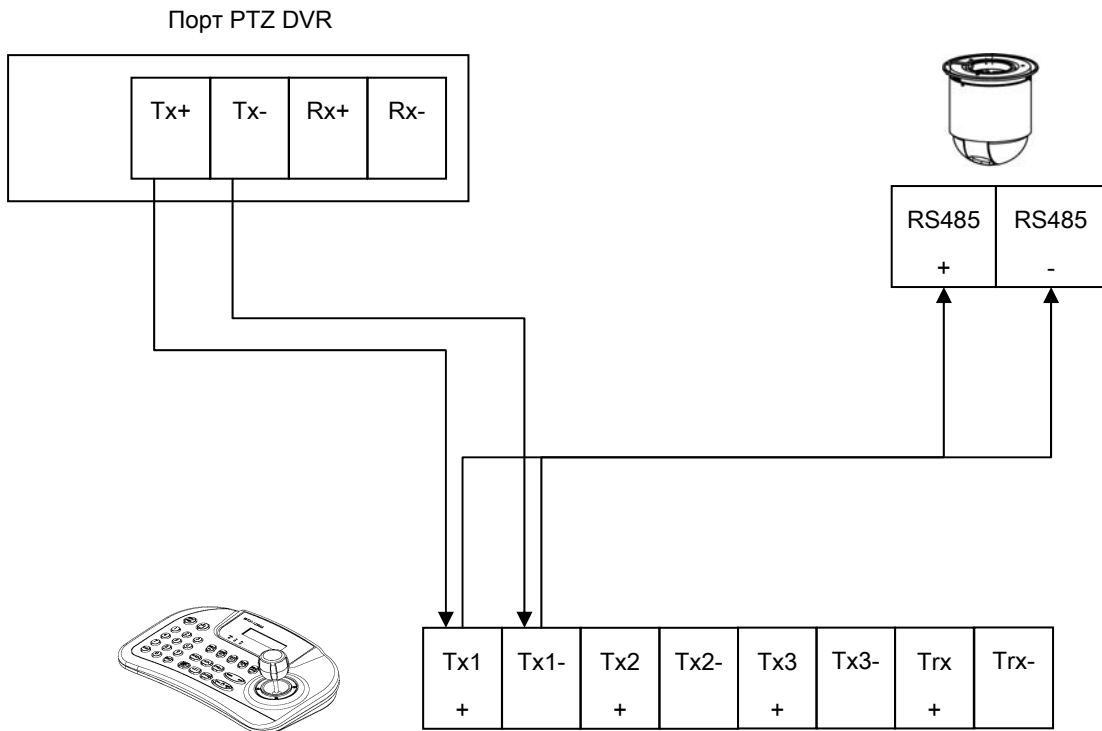 Порт PTZ DVR
Tx+ Tx- Rx+ Rx-
RS485 RS485
+ -
Tx1 Tx1- Tx2 Tx2- Tx3 Tx3- Trx Trx-
+ + + +